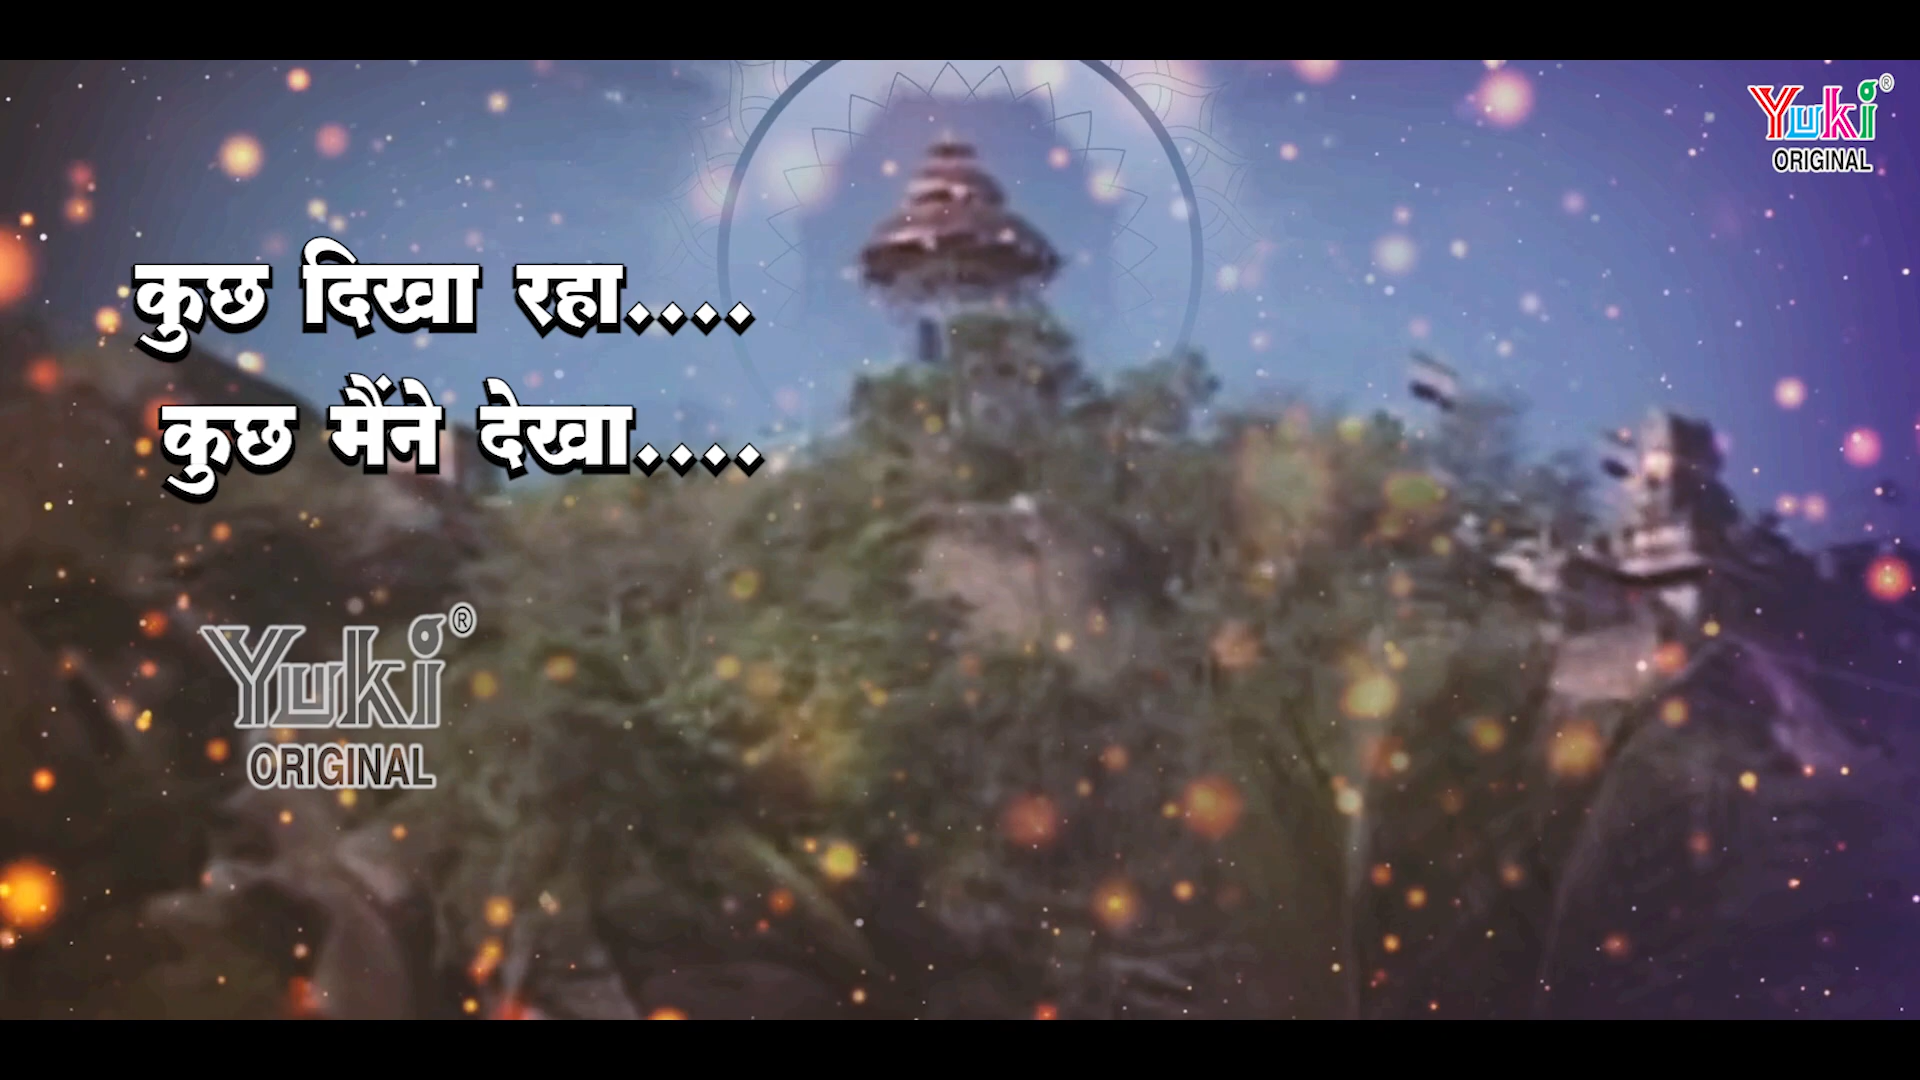 Yuki®
ORIGINAL
कुछ दिखा रहा....
कुछ मैंने देखा....
Yuki®
ORIGINAL